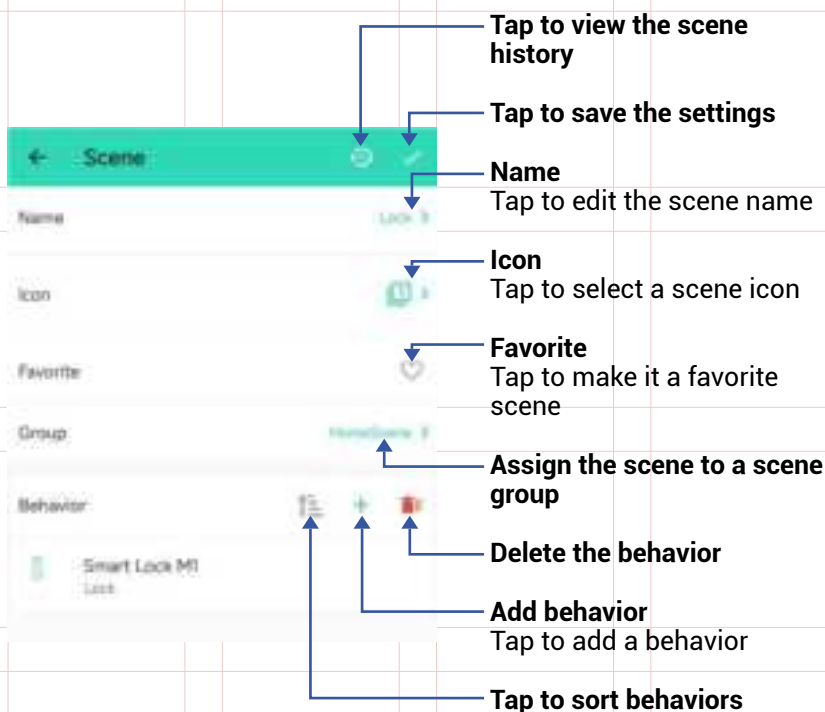 Tap to view the scene
history
Tap to save the settings
Scene
Name
Lock
Name
Tap to edit the scene name
Icon
Icon
Tap to select a scene icon
Favorite
Favorite
Tap to make it a favorite
scene
Group
HomeScene
Assign the scene to a scene
group
Behavior
Delete the behavior
Smart Lock M1
Lock
Add behavior
Tap to add a behavior
Tap to sort behaviors